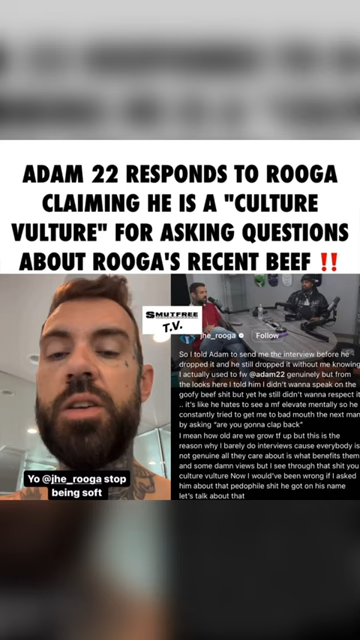 ADAM 22 RESPONDS TO ROOGA
CLAIMING HE IS A "CULTURE
VULTURE" FOR ASKING QUESTIONS
ABOUT ROOGA'S RECENT BEEF ‼️
SMUTFREE
T.V.
jhe_rooga
Follow
So I told Adam to send me the interview before he
dropped it and he still dropped it without me knowing
I actually used to fw @adam22 genuinely but from
the looks here I told him I didn't wanna speak on the
goofy beef shit but yet he still didn't wanna respect it
.. it's like he hates to see a mf elevate mentally so he
constantly tried to get me to bad mouth the next man
by asking "are you gonna clap back"
I mean how old are we grow tf up but this is the
reason why I barely do interviews cause everybody is
not genuine all they care about is what benefits them
and some damn views but I see through that shit you
culture vulture Now I would've been wrong if I asked
him about that pedophile shit he got on his name
let's talk about that
Yo @jhe_rooga stop
being soft